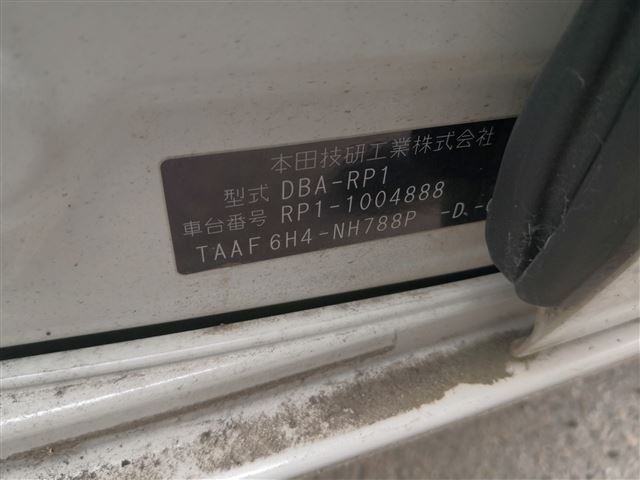 本田技研工業株式会社
型式 DBA-RP1
車台番号 RP1-1004888
TAAF 6H4-NH788P -D-